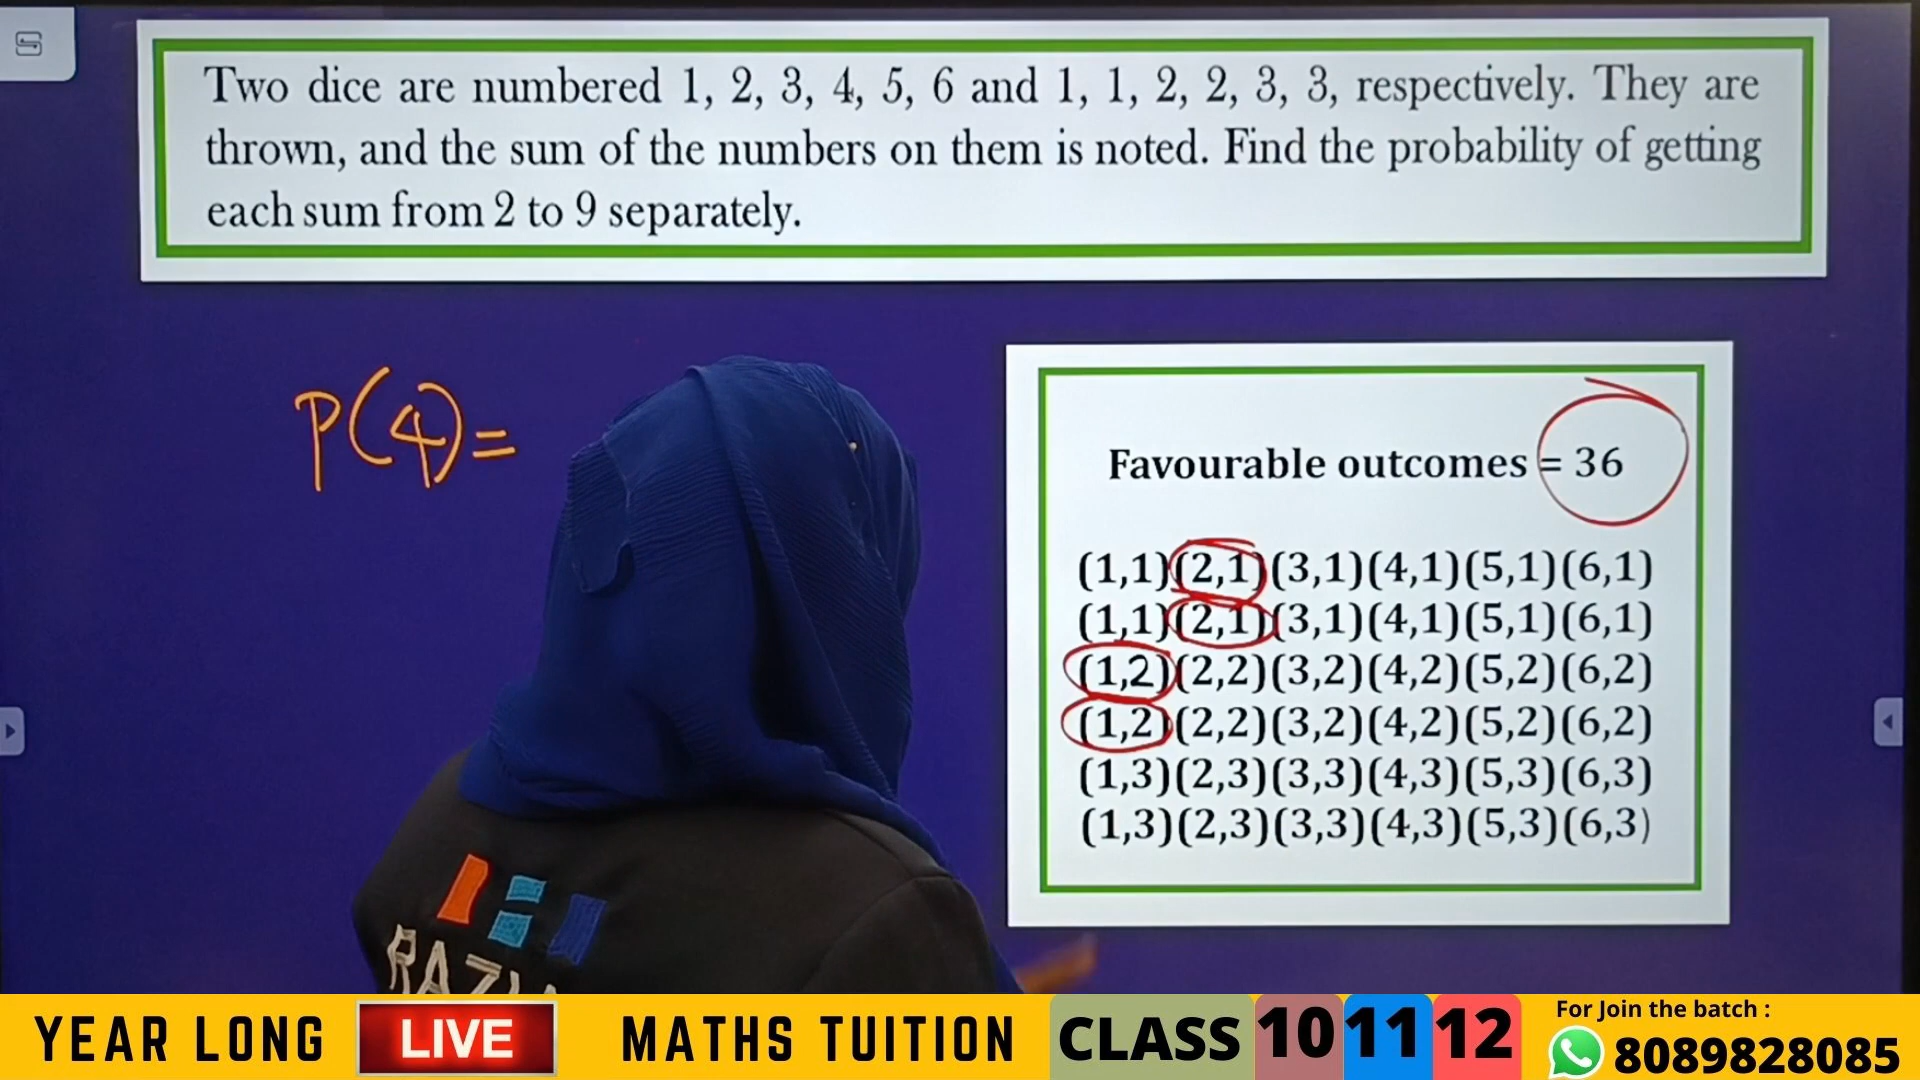 Two dice are numbered 1, 2, 3, 4, 5, 6 and 1, 1, 2, 2, 3, 3, respectively. They are
thrown, and the sum of the numbers on them is noted. Find the probability of getting
each sum from 2 to 9 separately.
P(4)=
Favourable outcomes = 36
(1,1)(2,1)(3,1)(4,1)(5,1)(6,1)
(1,1)(2,1)(3,1)(4,1)(5,1)(6,1)
(1,2)(2,2)(3,2)(4,2)(5,2)(6,2)
(1,2)(2,2)(3,2)(4,2)(5,2)(6,2)
(1,3)(2,3)(3,3)(4,3)(5,3)(6,3)
(1,3)(2,3)(3,3)(4,3)(5,3)(6,3)
YEAR LONG LIVE MATHS TUITION CLASS 10 11 12
For Join the batch :
8089828085